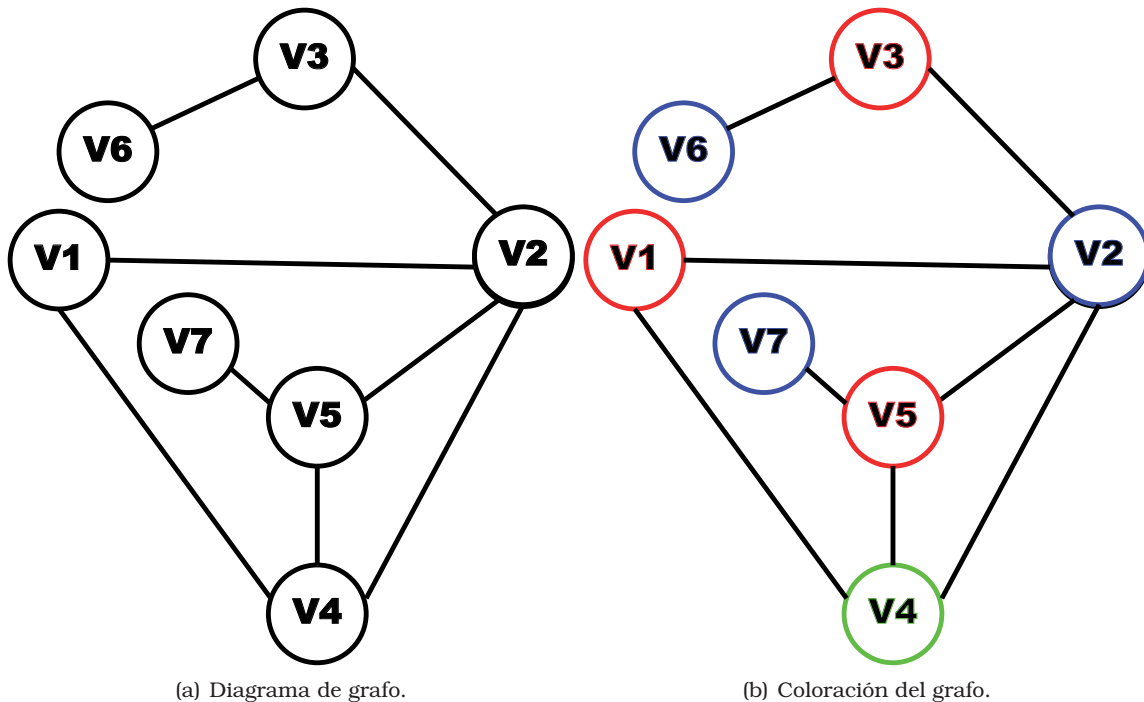 V3
V6
V1
V2
V7
V5
V4
(a) Diagrama de grafo.
V3
V6
V1
V2
V7
V5
V4
(b) Coloración del grafo.